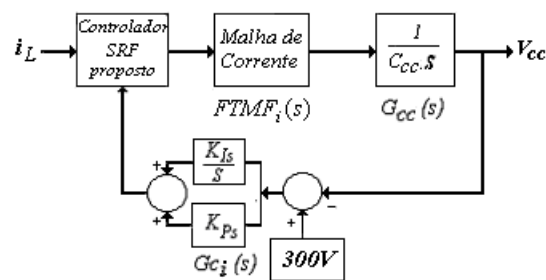 i_L
Controlador
SRF
proposto
Malha de
Corrente
FTMF_i(s)
1
C_CC.s
G_CC(s)
V_CC
K_Is
s
K_Ps
+
+
Gc_i(s)
−
+
300V